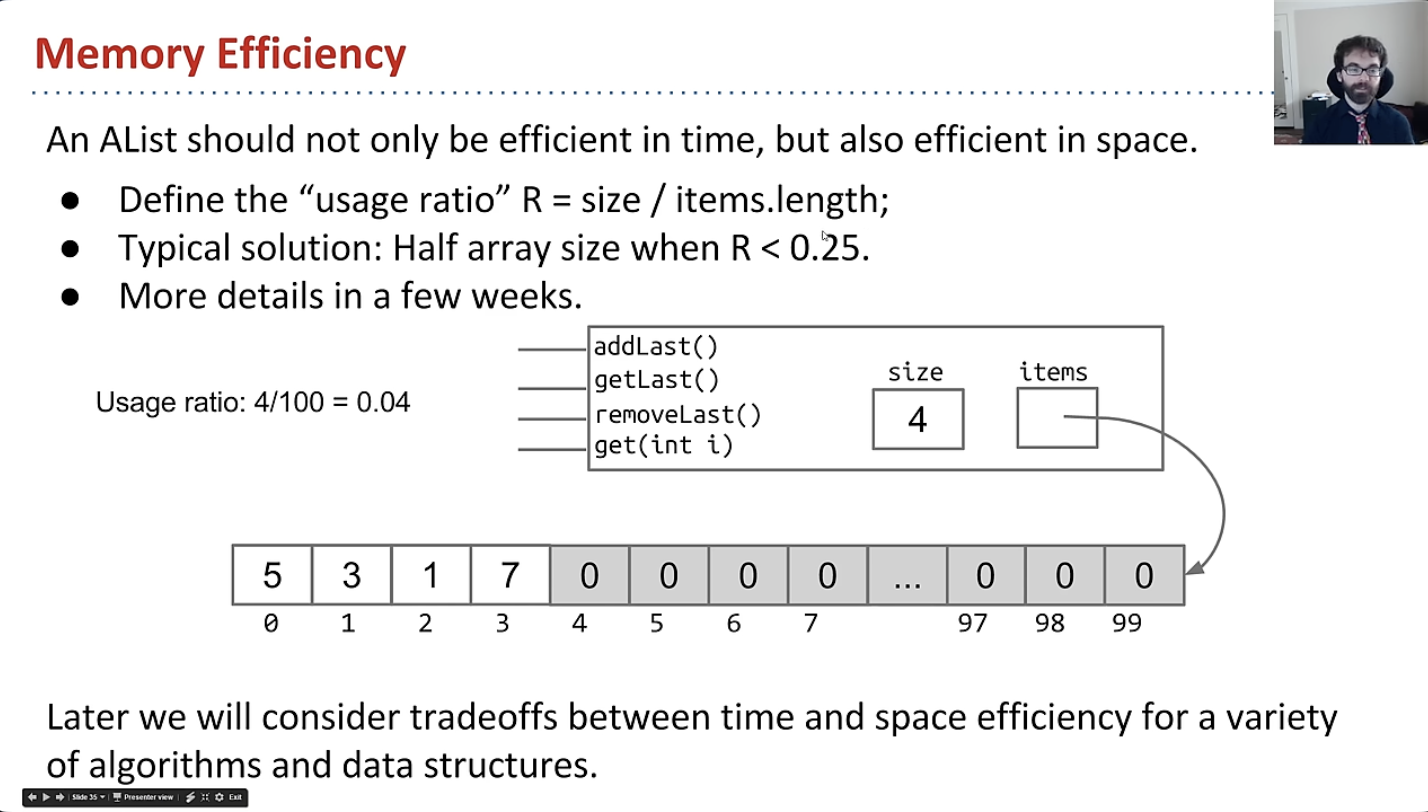 Memory Efficiency
An AList should not only be efficient in time, but also efficient in space.
● Define the “usage ratio” R = size / items.length;
● Typical solution: Half array size when R < 0.25.
● More details in a few weeks.
Usage ratio: 4/100 = 0.04
addLast()
getLast()
removeLast()
get(int i)
size
4
items
5 3 1 7 0 0 0 0 ... 0 0 0
0 1 2 3 4 5 6 7 97 98 99
Later we will consider tradeoffs between time and space efficiency for a variety
of algorithms and data structures.
Slide 35 Presenter view Exit